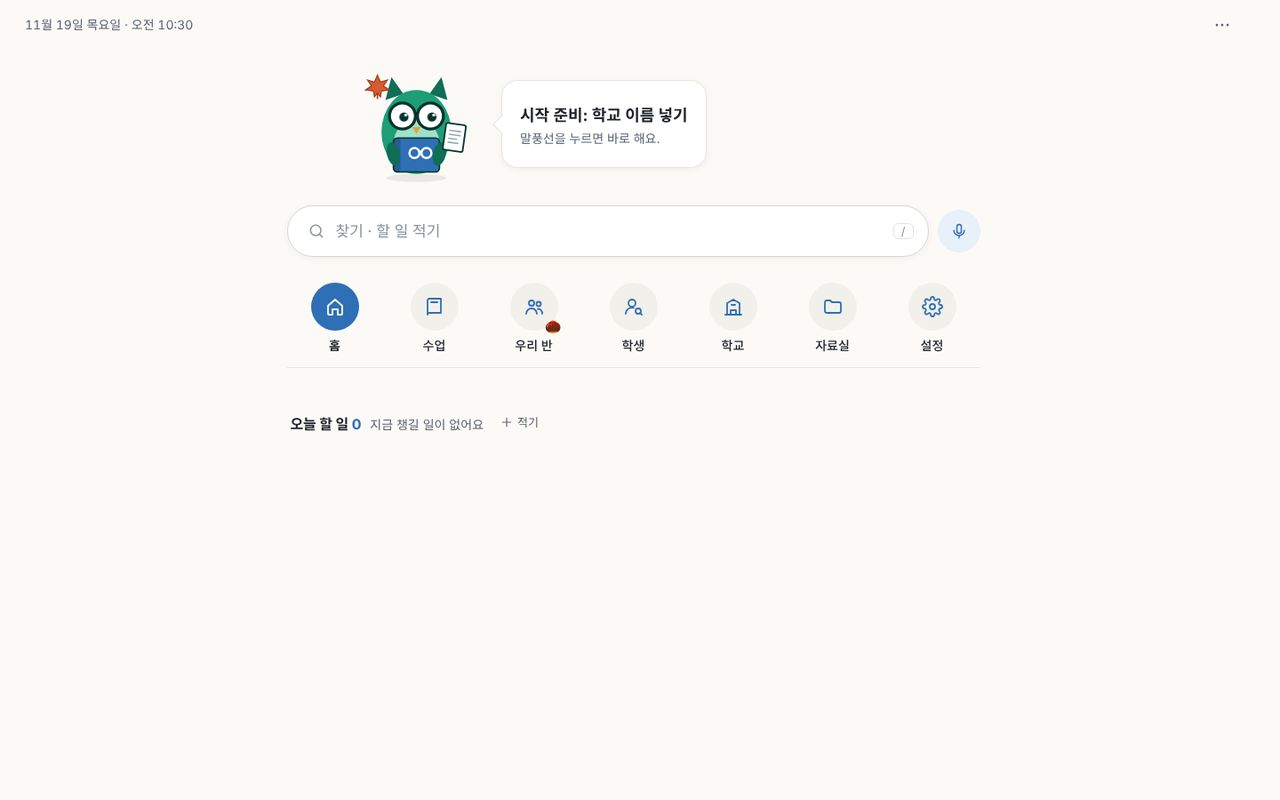 11월 19일 목요일 · 오전 10:30
시작 준비: 학교 이름 넣기
말풍선을 누르면 바로 해요.
찾기 · 할 일 적기
/
홈
수업
우리 반
학생
학교
자료실
설정
오늘 할 일 0 지금 챙길 일이 없어요 + 적기